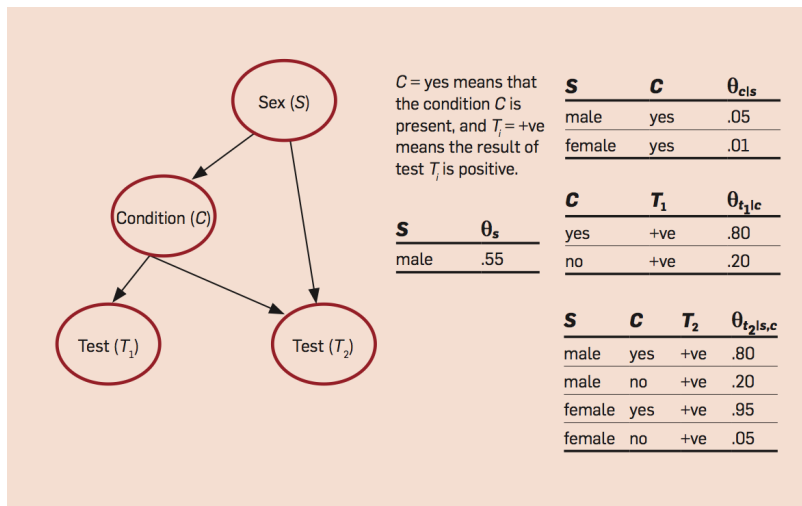 Sex (S)
Condition (C)
Test (T₁)
Test (T₂)
C = yes means that
the condition C is
present, and Tᵢ = +ve
means the result of
test Tᵢ is positive.
S θₛ
male .55
S C θ_c|s
male yes .05
female yes .01
C T₁ θ_t₁|c
yes +ve .80
no +ve .20
S C T₂ θ_t₂|s,c
male yes +ve .80
male no +ve .20
female yes +ve .95
female no +ve .05